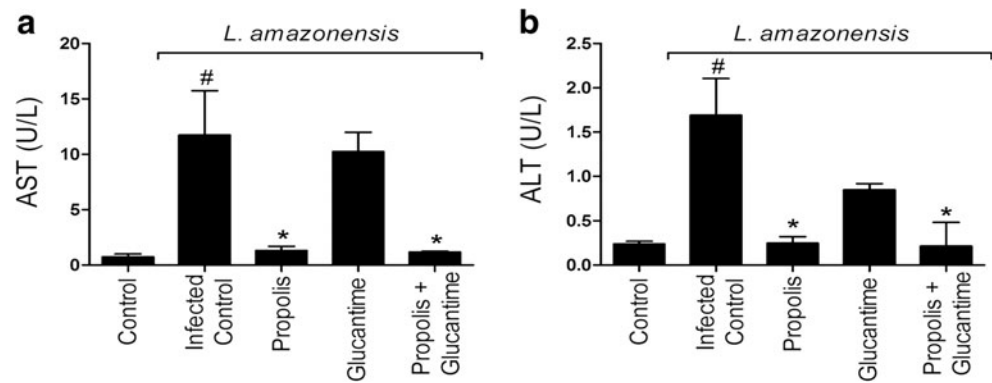 a
L. amazonensis
AST (U/L)
20
15
10
5
0
#
*
*
Control
Infected
Control
Propolis
Glucantime
Propolis +
Glucantime
b
L. amazonensis
ALT (U/L)
2.5
2.0
1.5
1.0
0.5
0.0
#
*
*
Control
Infected
Control
Propolis
Glucantime
Propolis +
Glucantime